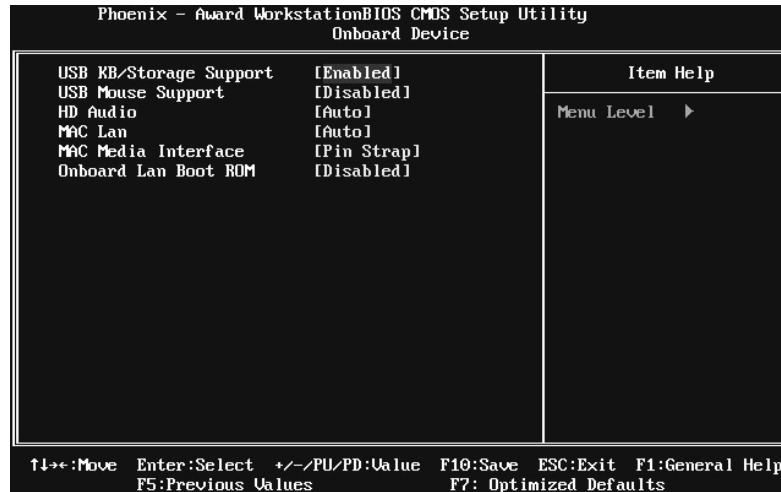 Phoenix - Award WorkstationBIOS CMOS Setup Utility
Onboard Device
USB KB/Storage Support [Enabled]
USB Mouse Support [Disabled]
HD Audio [Auto]
MAC Lan [Auto]
MAC Media Interface [Pin Strap]
Onboard Lan Boot ROM [Disabled]
Item Help
Menu Level ▶
↑↓→←:Move Enter:Select +/-/PU/PD:Value F10:Save ESC:Exit F1:General Help
F5:Previous Values F7: Optimized Defaults